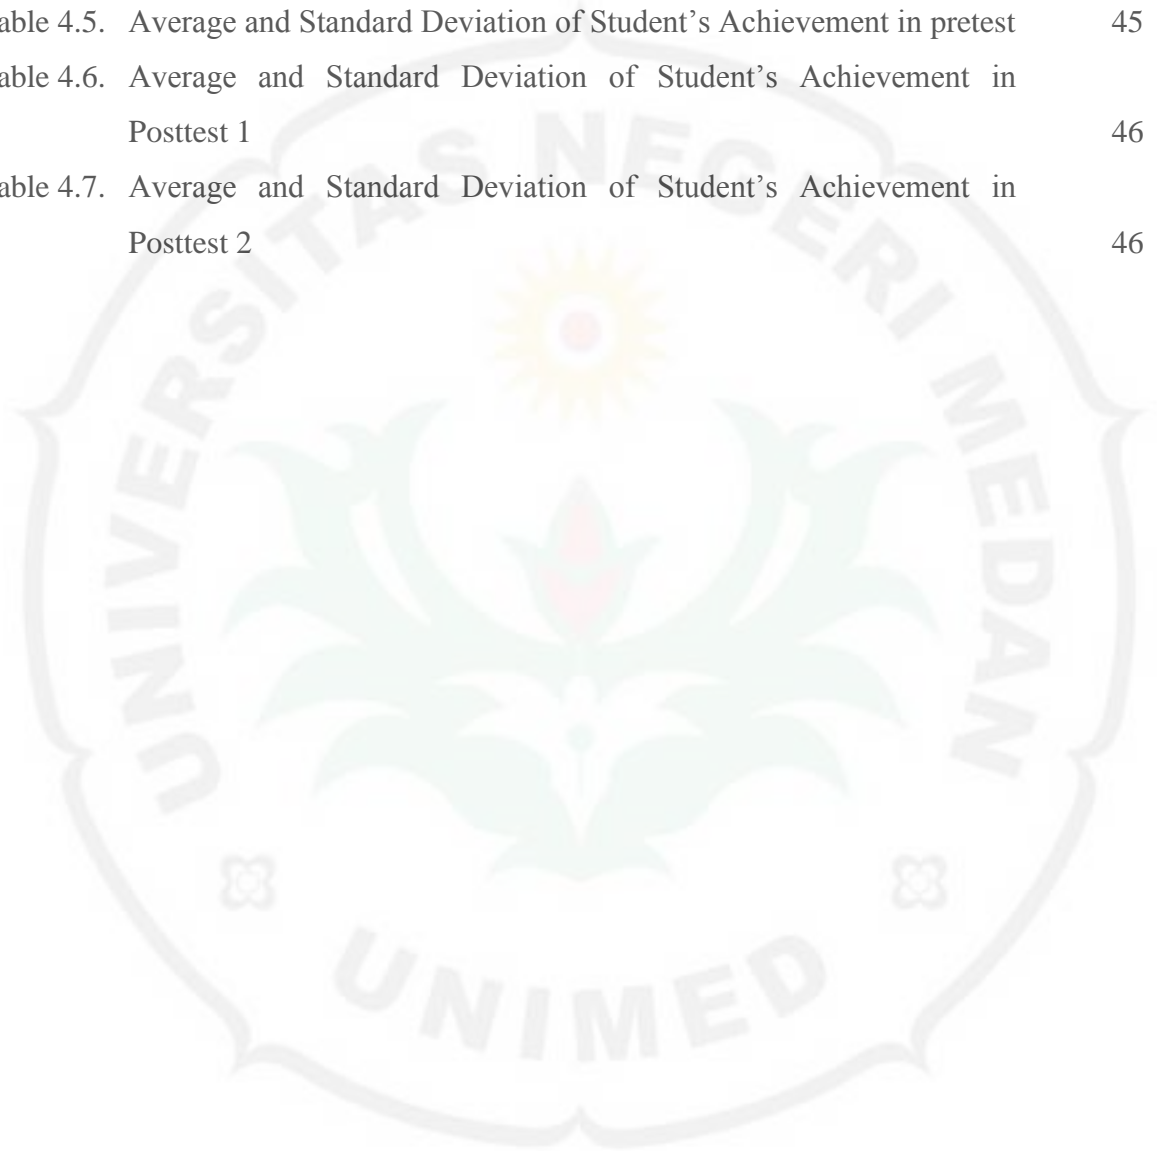 able 4.5. Average and Standard Deviation of Student’s Achievement in pretest 45
able 4.6. Average and Standard Deviation of Student’s Achievement in
Posttest 1 46
able 4.7. Average and Standard Deviation of Student’s Achievement in
Posttest 2 46
UNIVERSITAS NEGERI MEDAN
UNIMED